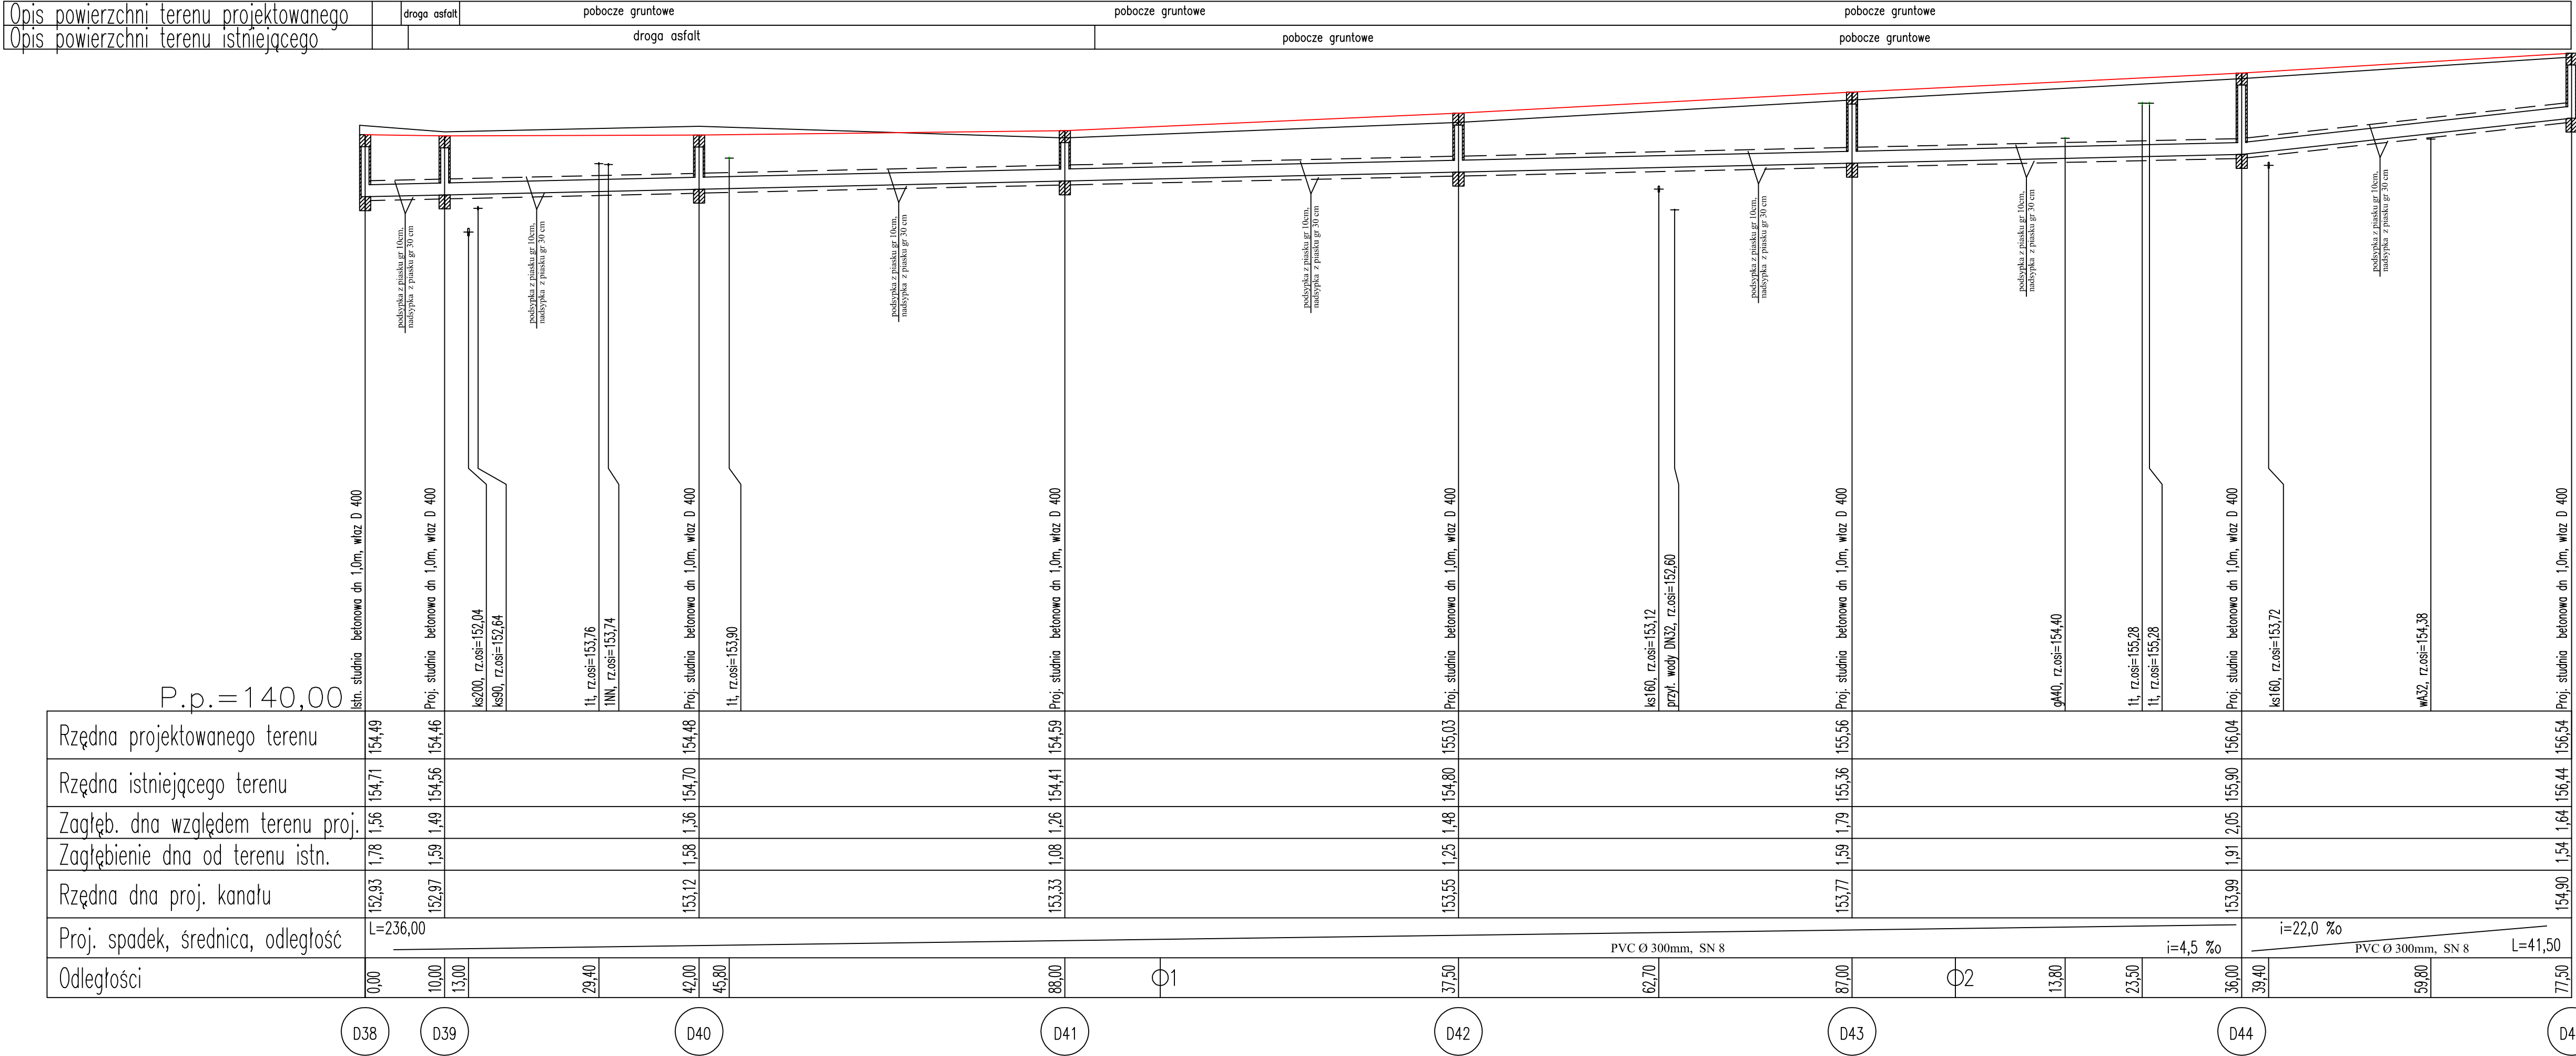 Opis powierzchni terenu projektowanego
droga asfalt
pobocze gruntowe
pobocze gruntowe
pobocze gruntowe
Opis powierzchni terenu istniejącego
droga asfalt
pobocze gruntowe
pobocze gruntowe
podsypka z piasku gr 10cm,
nadsypka z piasku gr 30 cm
podsypka z piasku gr 10cm,
nadsypka z piasku gr 30 cm
podsypka z piasku gr 10cm,
nadsypka z piasku gr 30 cm
podsypka z piasku gr 10cm,
nadsypka z piasku gr 30 cm
podsypka z piasku gr 10cm,
nadsypka z piasku gr 30 cm
podsypka z piasku gr 10cm,
nadsypka z piasku gr 30 cm
podsypka z piasku gr 10cm,
nadsypka z piasku gr 30 cm
Istn. studnia betonowa dn 1,0m, właz D 400
Proj. studnia betonowa dn 1,0m, właz D 400
ks200, rz.osi=152,04
ks90, rz.osi=152,64
1t, rz.osi=153,76
1NN, rz.osi=153,74
Proj. studnia betonowa dn 1,0m, właz D 400
1t, rz.osi=153,90
Proj. studnia betonowa dn 1,0m, właz D 400
Proj. studnia betonowa dn 1,0m, właz D 400
ks160, rz.osi=153,12
przył. wody DN32, rz.osi=152,60
Proj. studnia betonowa dn 1,0m, właz D 400
gA40, rz.osi=154,40
1t, rz.osi=155,28
1t, rz.osi=155,28
Proj. studnia betonowa dn 1,0m, właz D 400
ks160, rz.osi=153,72
wA32, rz.osi=154,38
Proj. studnia betonowa dn 1,0m, właz D 400
P.p.=140,00
Rzędna projektowanego terenu 154,49 154,46 154,48 154,59 155,03 155,56 156,04 156,54
Rzędna istniejącego terenu 154,71 154,56 154,70 154,41 154,80 155,36 155,90 156,44
Zagłęb. dna względem terenu proj. 1,56 1,49 1,36 1,26 1,48 1,79 2,05 1,64
Zagłębienie dna od terenu istn. 1,78 1,59 1,58 1,08 1,25 1,59 1,91 1,54
Rzędna dna proj. kanału 152,93 152,97 153,12 153,33 153,55 153,77 153,99 154,90
Proj. spadek, średnica, odległość L=236,00 PVC Ø 300mm, SN 8 i=4,5 ‰ i=22,0 ‰ PVC Ø 300mm, SN 8 L=41,50
Odległości 0,00 10,00 13,00 29,40 42,00 45,80 88,00 1 37,50 62,70 87,00 2 13,80 23,50 36,00 39,40 59,80 77,50
D38 D39 D40 D41 D42 D43 D44 D4